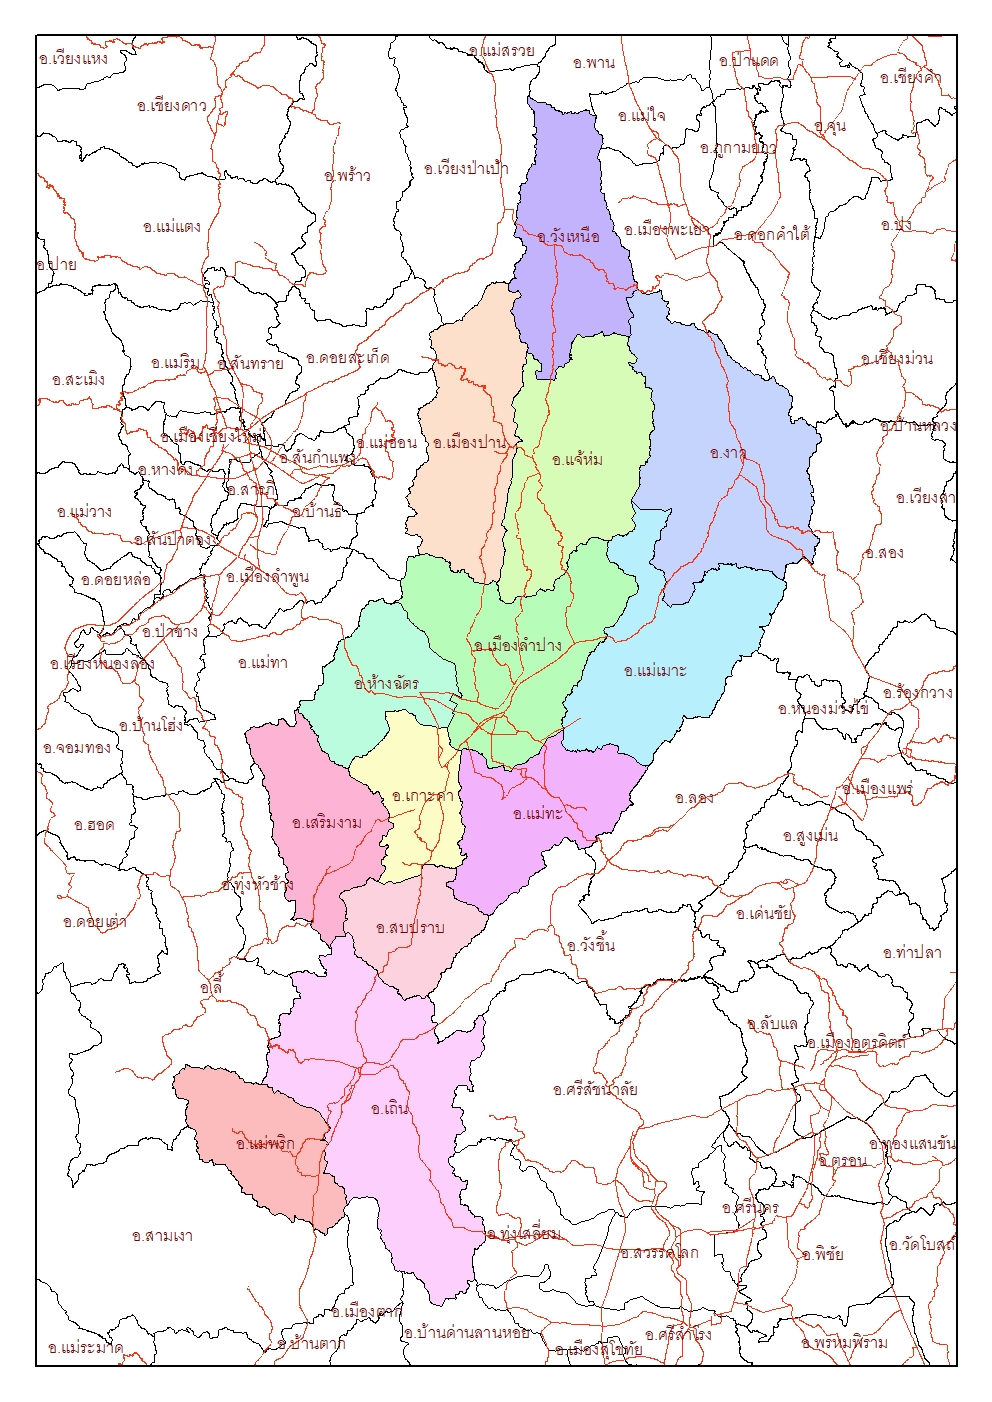 อ.เวียงแหง
อ.แม่สรวย
อ.พาน
อ.ป่าแดด
อ.เชียงคำ
อ.เชียงดาว
อ.แม่ใจ
อ.จุน
อ.ภูกามยาว
อ.พร้าว
อ.เวียงป่าเป้า
อ.แม่แตง
อ.วังเหนือ
อ.เมืองพะเยา
อ.ดอกคำใต้
อ.ปง
อ.ปาย
อ.แม่ริม
อ.สันทราย
อ.ดอยสะเก็ด
อ.เชียงม่วน
อ.สะเมิง
อ.บ้านหลวง
อ.เมืองเชียงใหม่
อ.แม่ออน
อ.เมืองปาน
อ.แจ้ห่ม
อ.งาว
อ.หางดง
อ.สันกำแพง
อ.สารภี
อ.เวียงสา
อ.แม่วาง
อ.บ้านธิ
อ.สันป่าตอง
อ.สอง
อ.ดอยหล่อ
อ.เมืองลำพูน
อ.ป่าซาง
อ.เมืองลำปาง
อ.เวียงหนองล่อง
อ.แม่ทา
อ.แม่เมาะ
อ.ห้างฉัตร
อ.ร้องกวาง
อ.หนองม่วงไข่
อ.บ้านโฮ่ง
อ.จอมทอง
อ.เกาะคา
อ.ลอง
อ.เมืองแพร่
อ.ฮอด
อ.เสริมงาม
อ.แม่ทะ
อ.สูงเม่น
อ.ทุ่งหัวช้าง
อ.ดอยเต่า
อ.สบปราบ
อ.เด่นชัย
อ.วังชิ้น
อ.ท่าปลา
อ.ลี้
อ.ลับแล
อ.เมืองอุตรดิตถ์
อ.ศรีสัชนาลัย
อ.เถิน
อ.แม่พริก
อ.ทองแสนขัน
อ.ตรอน
อ.ศรีนคร
อ.สามเงา
อ.ทุ่งเสลี่ยม
อ.สวรรคโลก
อ.พิชัย
อ.วัดโบสถ์
อ.เมืองตาก
อ.บ้านด่านลานหอย
อ.ศรีสำโรง
อ.แม่ระมาด
อ.บ้านตาก
อ.เมืองสุโขทัย
อ.พรหมพิราม